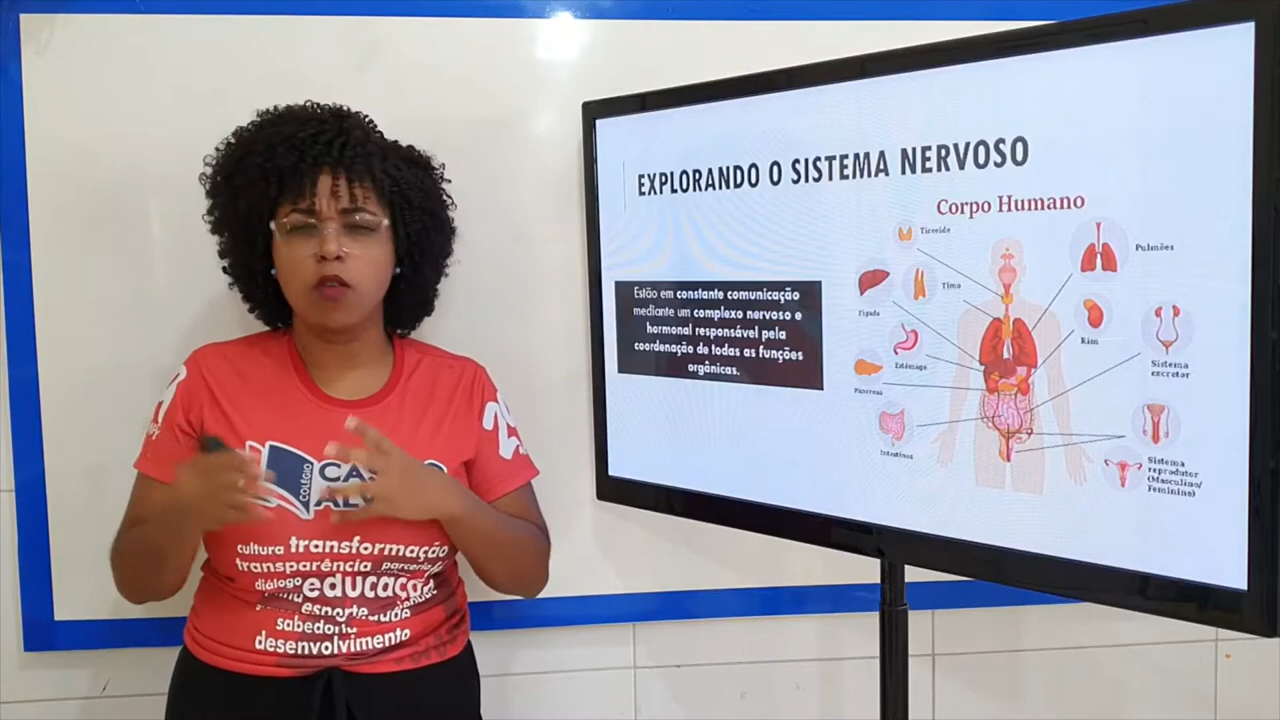 EXPLORANDO O SISTEMA NERVOSO
Corpo Humano
Tireoide
Pulmões
Timo
Fígado
Rim
Estômago
Sistema
excretor
Pâncreas
Intestinos
Sistema
reprodutor
(Masculino/
Feminino)
Estão em constante comunicação
mediante um complexo nervoso e
hormonal responsável pela
coordenação de todas as funções
orgânicas.
COLÉGIO
cultura transformação
transparência parceria
diálogo educação
esporte
sabedoria
desenvolvimento